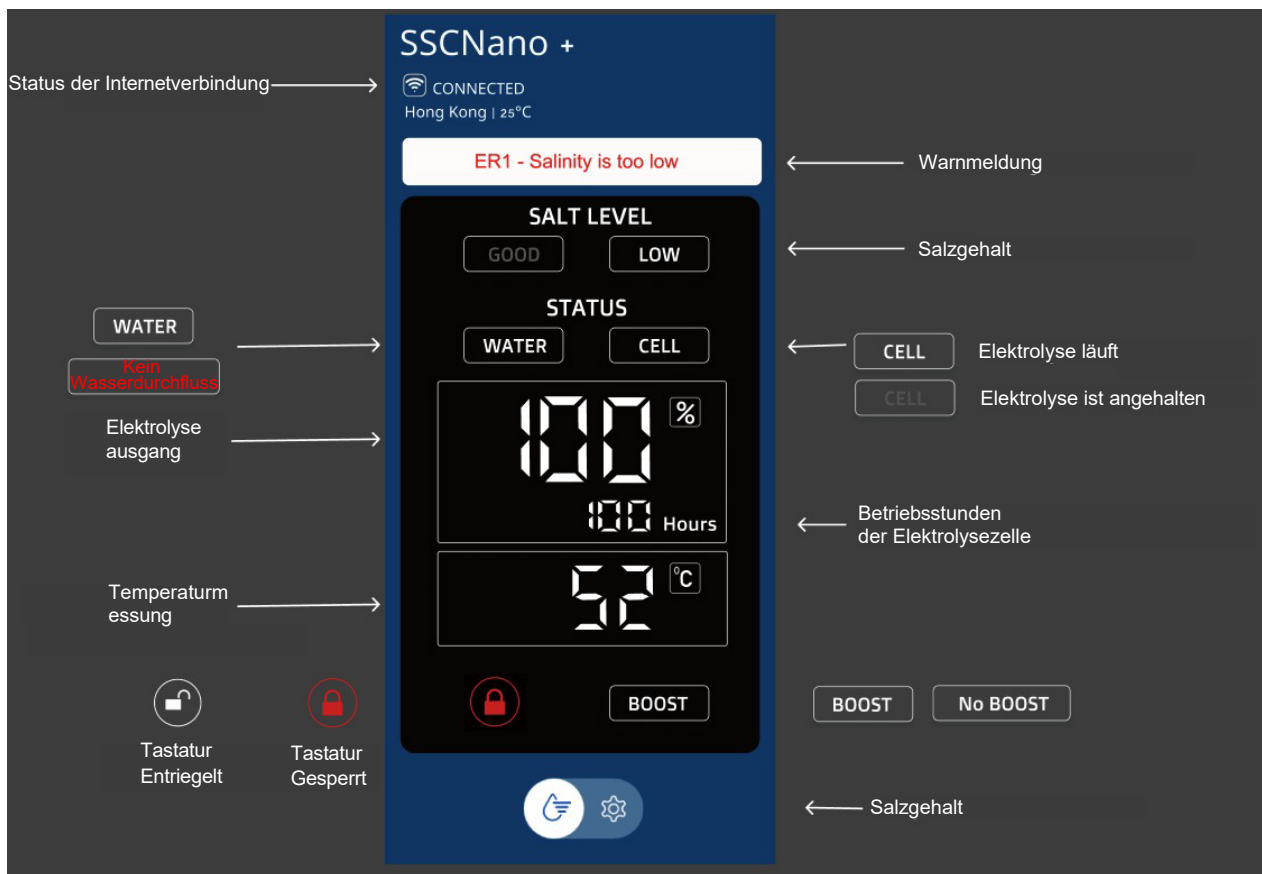 SSCNano +
Status der Internetverbindung
CONNECTED
Hong Kong | 25°C
ER1 - Salinity is too low
Warnmeldung
SALT LEVEL
GOOD
LOW
Salzgehalt
STATUS
WATER
WATER
CELL
CELL
Elektrolyse läuft
Kein
Wasserdurchfluss
CELL
Elektrolyse ist angehalten
Elektrolyse
ausgang
100 %
100 Hours
Betriebsstunden
der Elektrolysezelle
Temperaturm
essung
52 °C
BOOST
BOOST
No BOOST
Tastatur
Entriegelt
Tastatur
Gesperrt
Salzgehalt